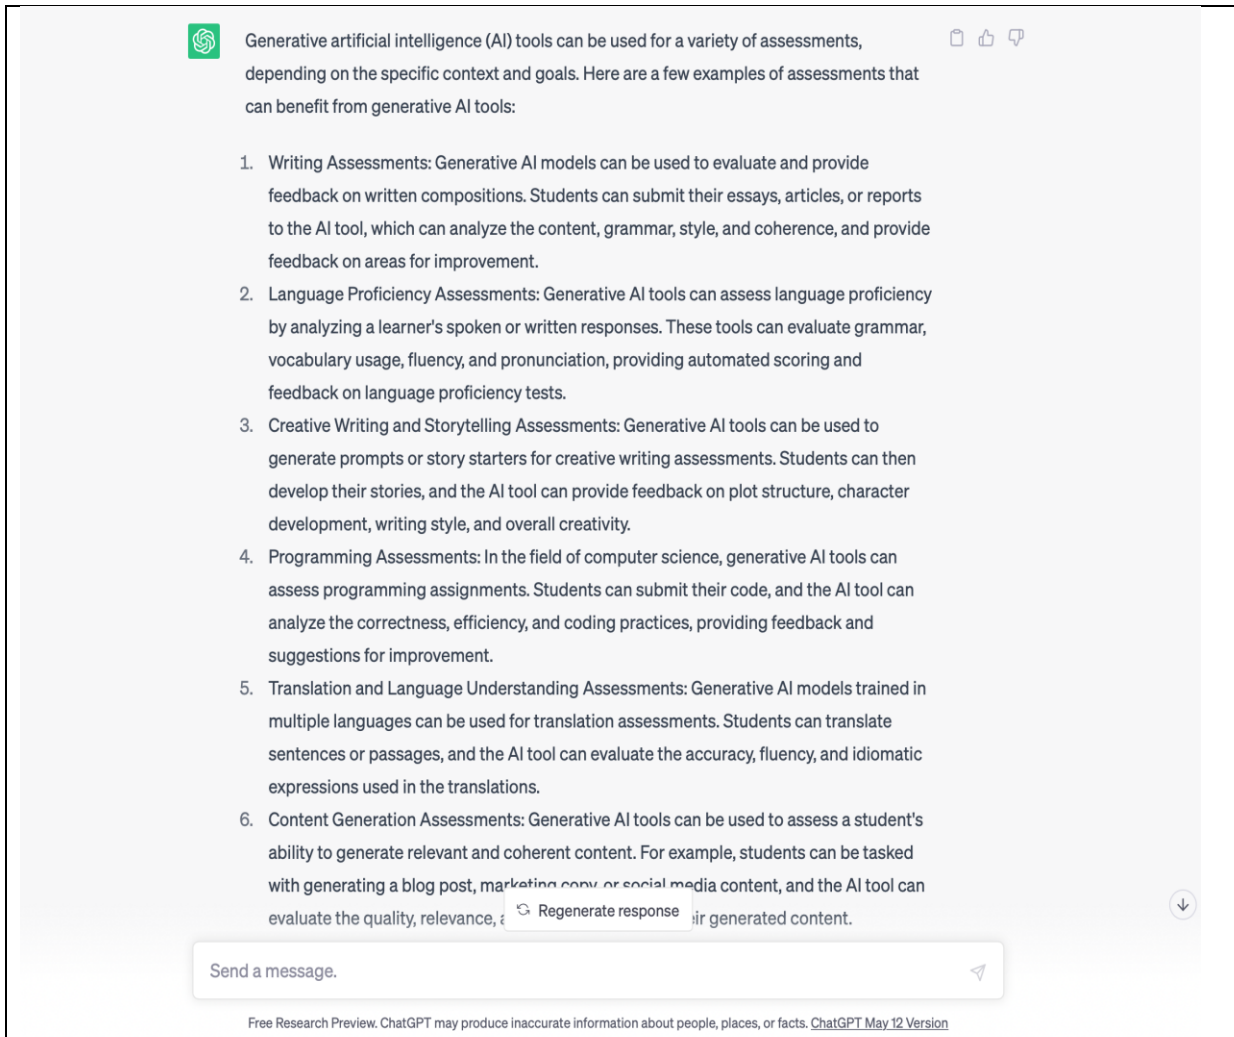 Generative artificial intelligence (AI) tools can be used for a variety of assessments,
depending on the specific context and goals. Here are a few examples of assessments that
can benefit from generative AI tools:
1. Writing Assessments: Generative AI models can be used to evaluate and provide
feedback on written compositions. Students can submit their essays, articles, or reports
to the AI tool, which can analyze the content, grammar, style, and coherence, and provide
feedback on areas for improvement.
2. Language Proficiency Assessments: Generative AI tools can assess language proficiency
by analyzing a learner's spoken or written responses. These tools can evaluate grammar,
vocabulary usage, fluency, and pronunciation, providing automated scoring and
feedback on language proficiency tests.
3. Creative Writing and Storytelling Assessments: Generative AI tools can be used to
generate prompts or story starters for creative writing assessments. Students can then
develop their stories, and the AI tool can provide feedback on plot structure, character
development, writing style, and overall creativity.
4. Programming Assessments: In the field of computer science, generative AI tools can
assess programming assignments. Students can submit their code, and the AI tool can
analyze the correctness, efficiency, and coding practices, providing feedback and
suggestions for improvement.
5. Translation and Language Understanding Assessments: Generative AI models trained in
multiple languages can be used for translation assessments. Students can translate
sentences or passages, and the AI tool can evaluate the accuracy, fluency, and idiomatic
expressions used in the translations.
6. Content Generation Assessments: Generative AI tools can be used to assess a student's
ability to generate relevant and coherent content. For example, students can be tasked
with generating a blog post, marketing copy, or social media content, and the AI tool can
evaluate the quality, relevance, generated content.
Regenerate response
Send a message.
Free Research Preview. ChatGPT may produce inaccurate information about people, places, or facts. ChatGPT May 12 Version